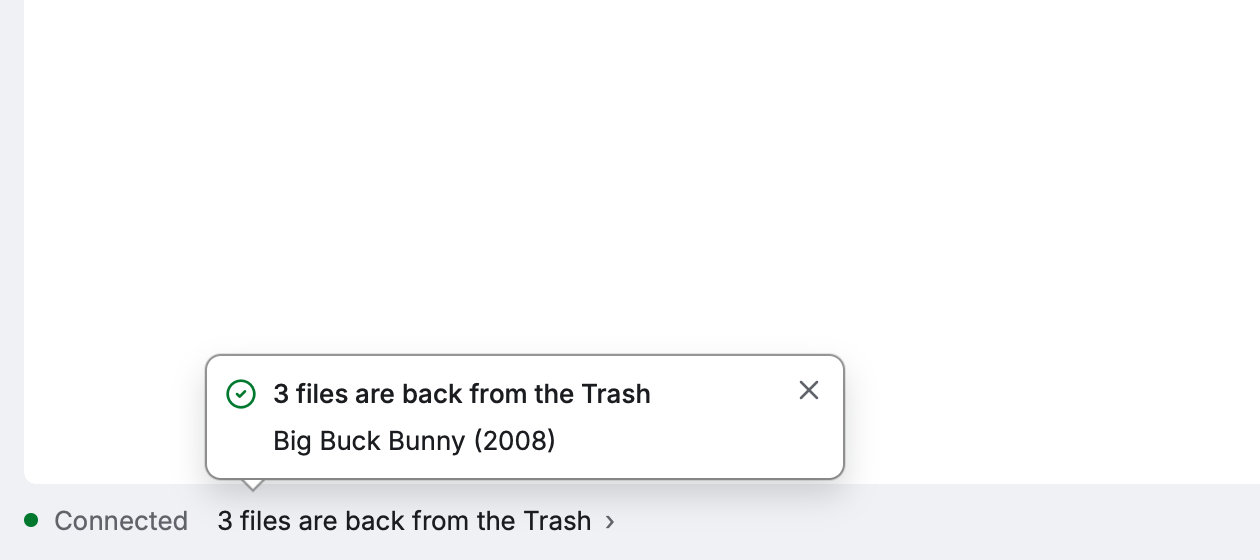 3 files are back from the Trash
Big Buck Bunny (2008)
Connected 3 files are back from the Trash ›